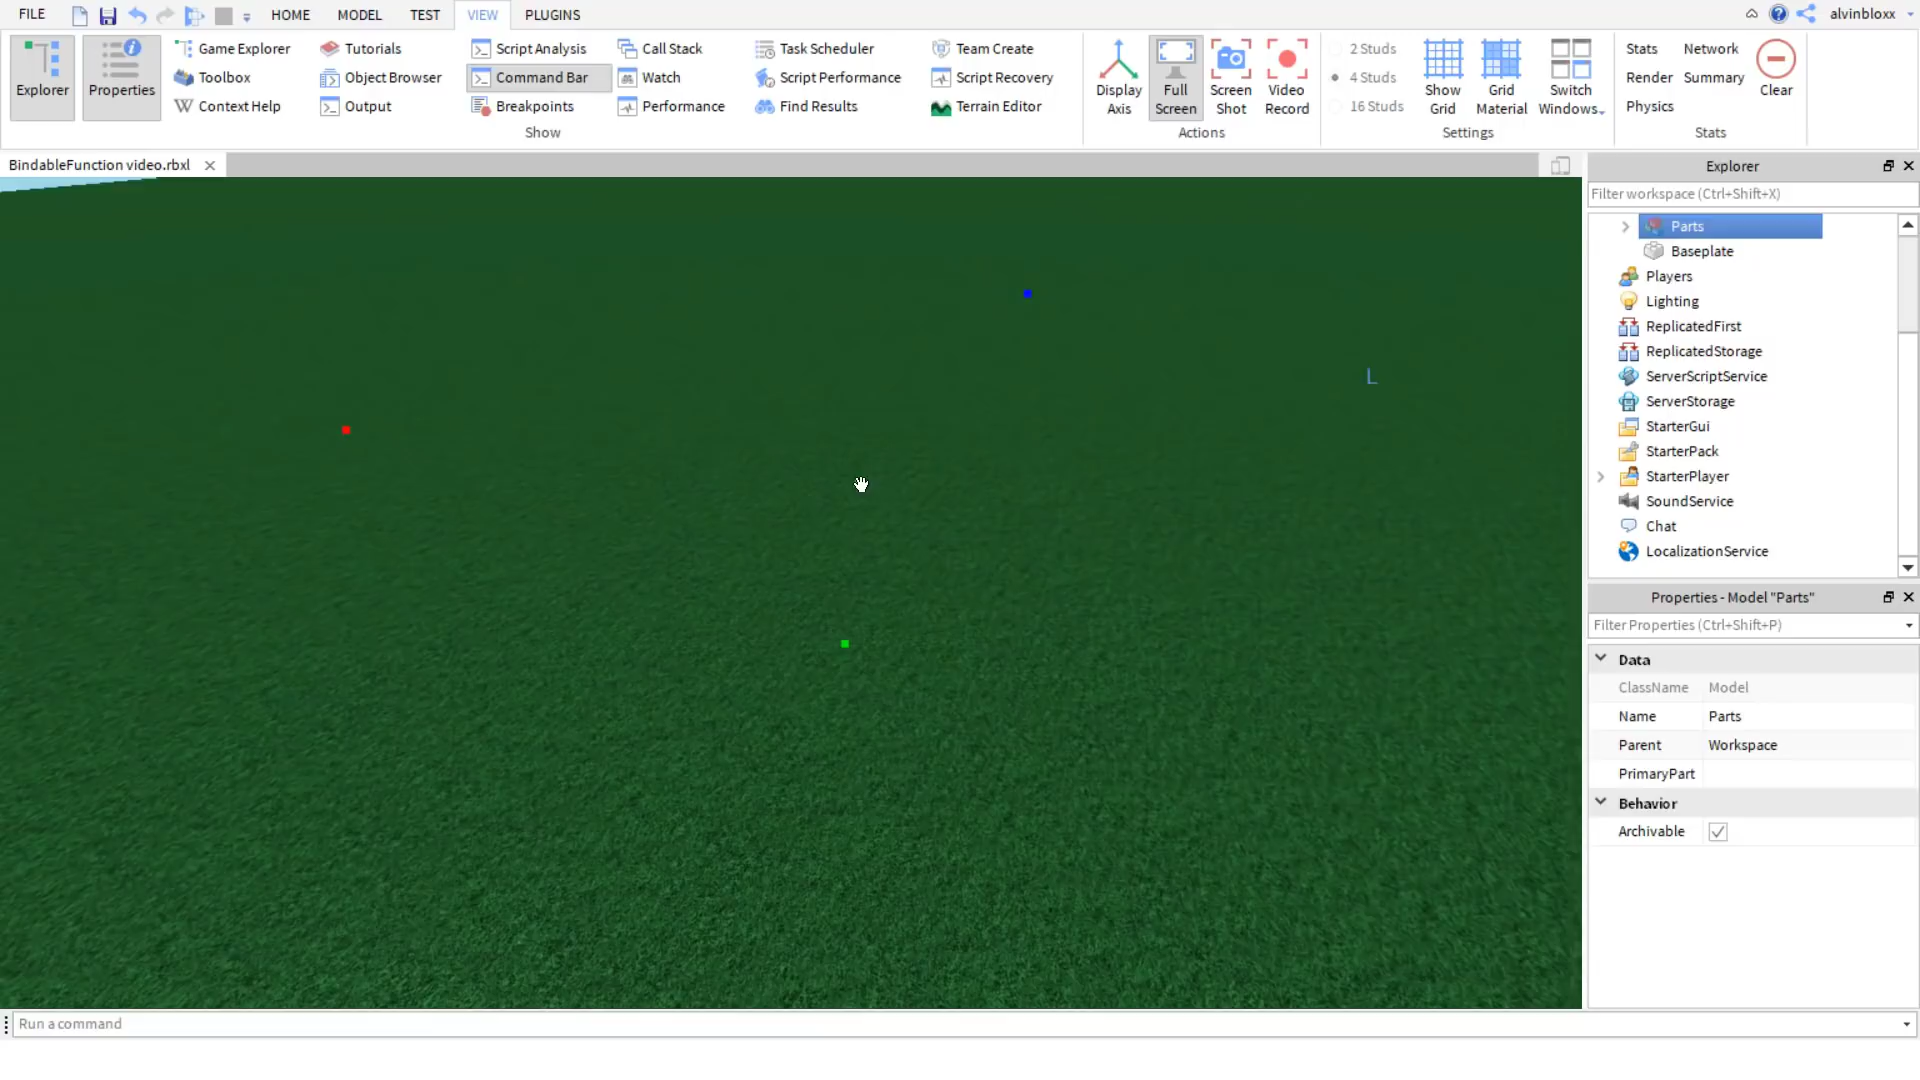 FILE HOME MODEL TEST VIEW PLUGINS alvinbloxx
Explorer
Properties
Game Explorer
Toolbox
Context Help
Tutorials
Object Browser
Output
Script Analysis
Command Bar
Breakpoints
Call Stack
Watch
Performance
Task Scheduler
Script Performance
Find Results
Team Create
Script Recovery
Terrain Editor
Show
Display Axis
Full Screen
Screen Shot
Video Record
Actions
2 Studs
4 Studs
16 Studs
Show Grid
Grid Material
Switch Windows
Settings
Stats
Network
Render
Summary
Physics
Clear
Stats
BindableFunction video.rbxl
Explorer
Filter workspace (Ctrl+Shift+X)
Parts
Baseplate
Players
Lighting
ReplicatedFirst
ReplicatedStorage
ServerScriptService
ServerStorage
StarterGui
StarterPack
StarterPlayer
SoundService
Chat
LocalizationService
L
Properties - Model "Parts"
Filter Properties (Ctrl+Shift+P)
Data
ClassName Model
Name Parts
Parent Workspace
PrimaryPart
Behavior
Archivable
Run a command